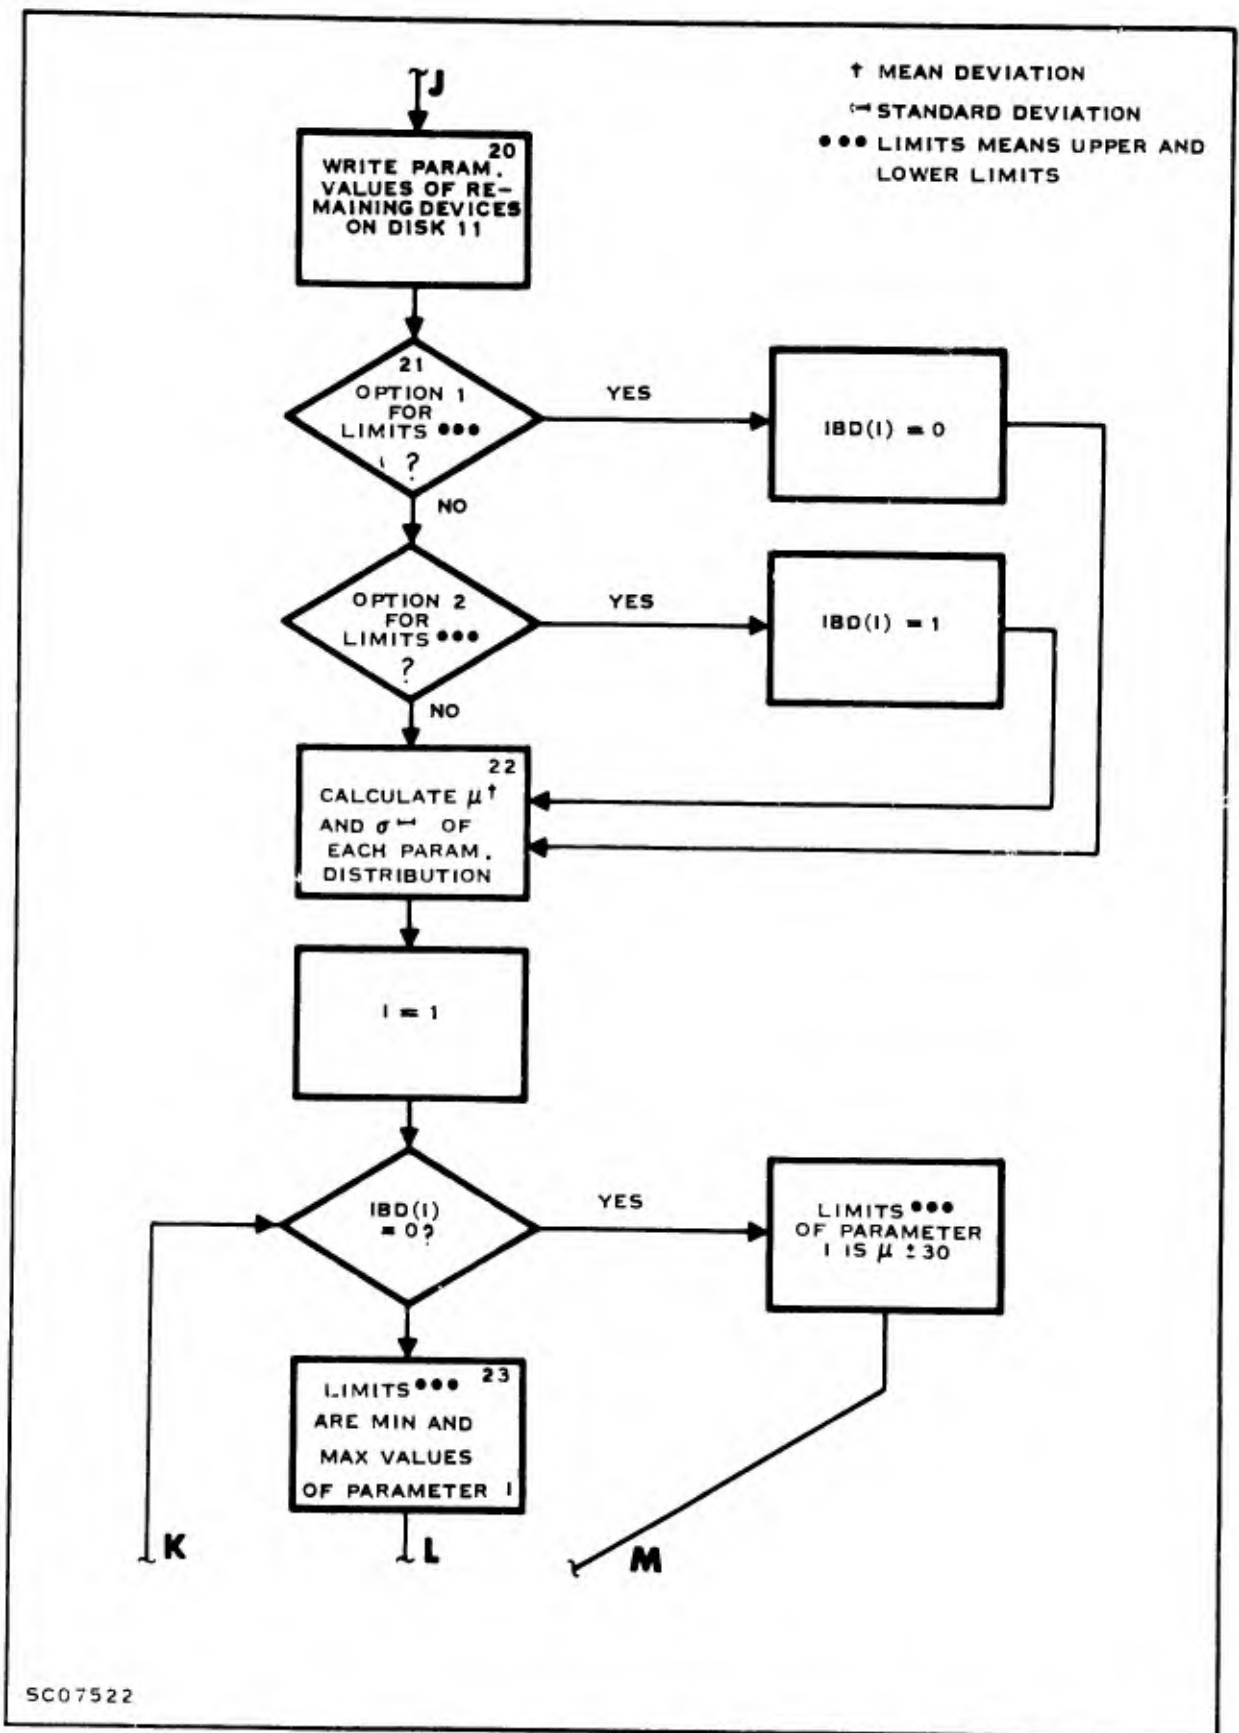 J
† MEAN DEVIATION
⊢⊣ STANDARD DEVIATION
••• LIMITS MEANS UPPER AND
LOWER LIMITS
20
WRITE PARAM.
VALUES OF RE-
MAINING DEVICES
ON DISK 11
21
OPTION 1
FOR
LIMITS •••
?
YES
IBD(I) = 0
NO
OPTION 2
FOR
LIMITS •••
?
YES
IBD(I) = 1
NO
22
CALCULATE μ†
AND σ ⊢⊣ OF
EACH PARAM.
DISTRIBUTION
I = 1
IBD(I)
= 0?
YES
LIMITS •••
OF PARAMETER
I IS μ ± 30
23
LIMITS •••
ARE MIN AND
MAX VALUES
OF PARAMETER I
K
L
M
SC07522